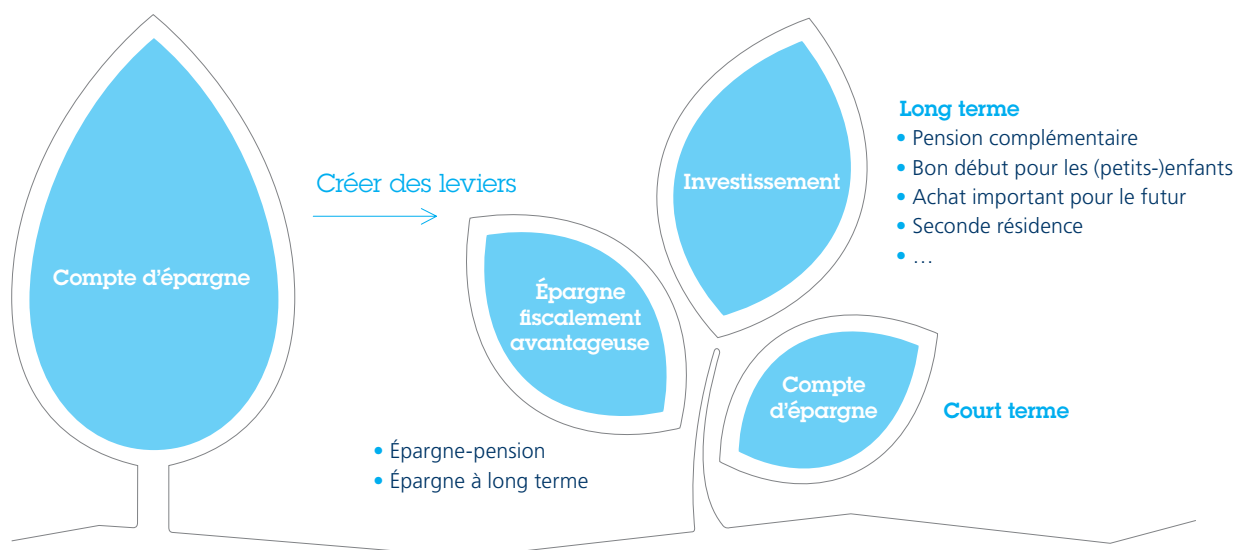 Compte d'épargne
Créer des leviers
Épargne
fiscalement
avantageuse
• Épargne-pension
• Épargne à long terme
Investissement
Long terme
• Pension complémentaire
• Bon début pour les (petits-)enfants
• Achat important pour le futur
• Seconde résidence
• …
Compte
d'épargne
Court terme